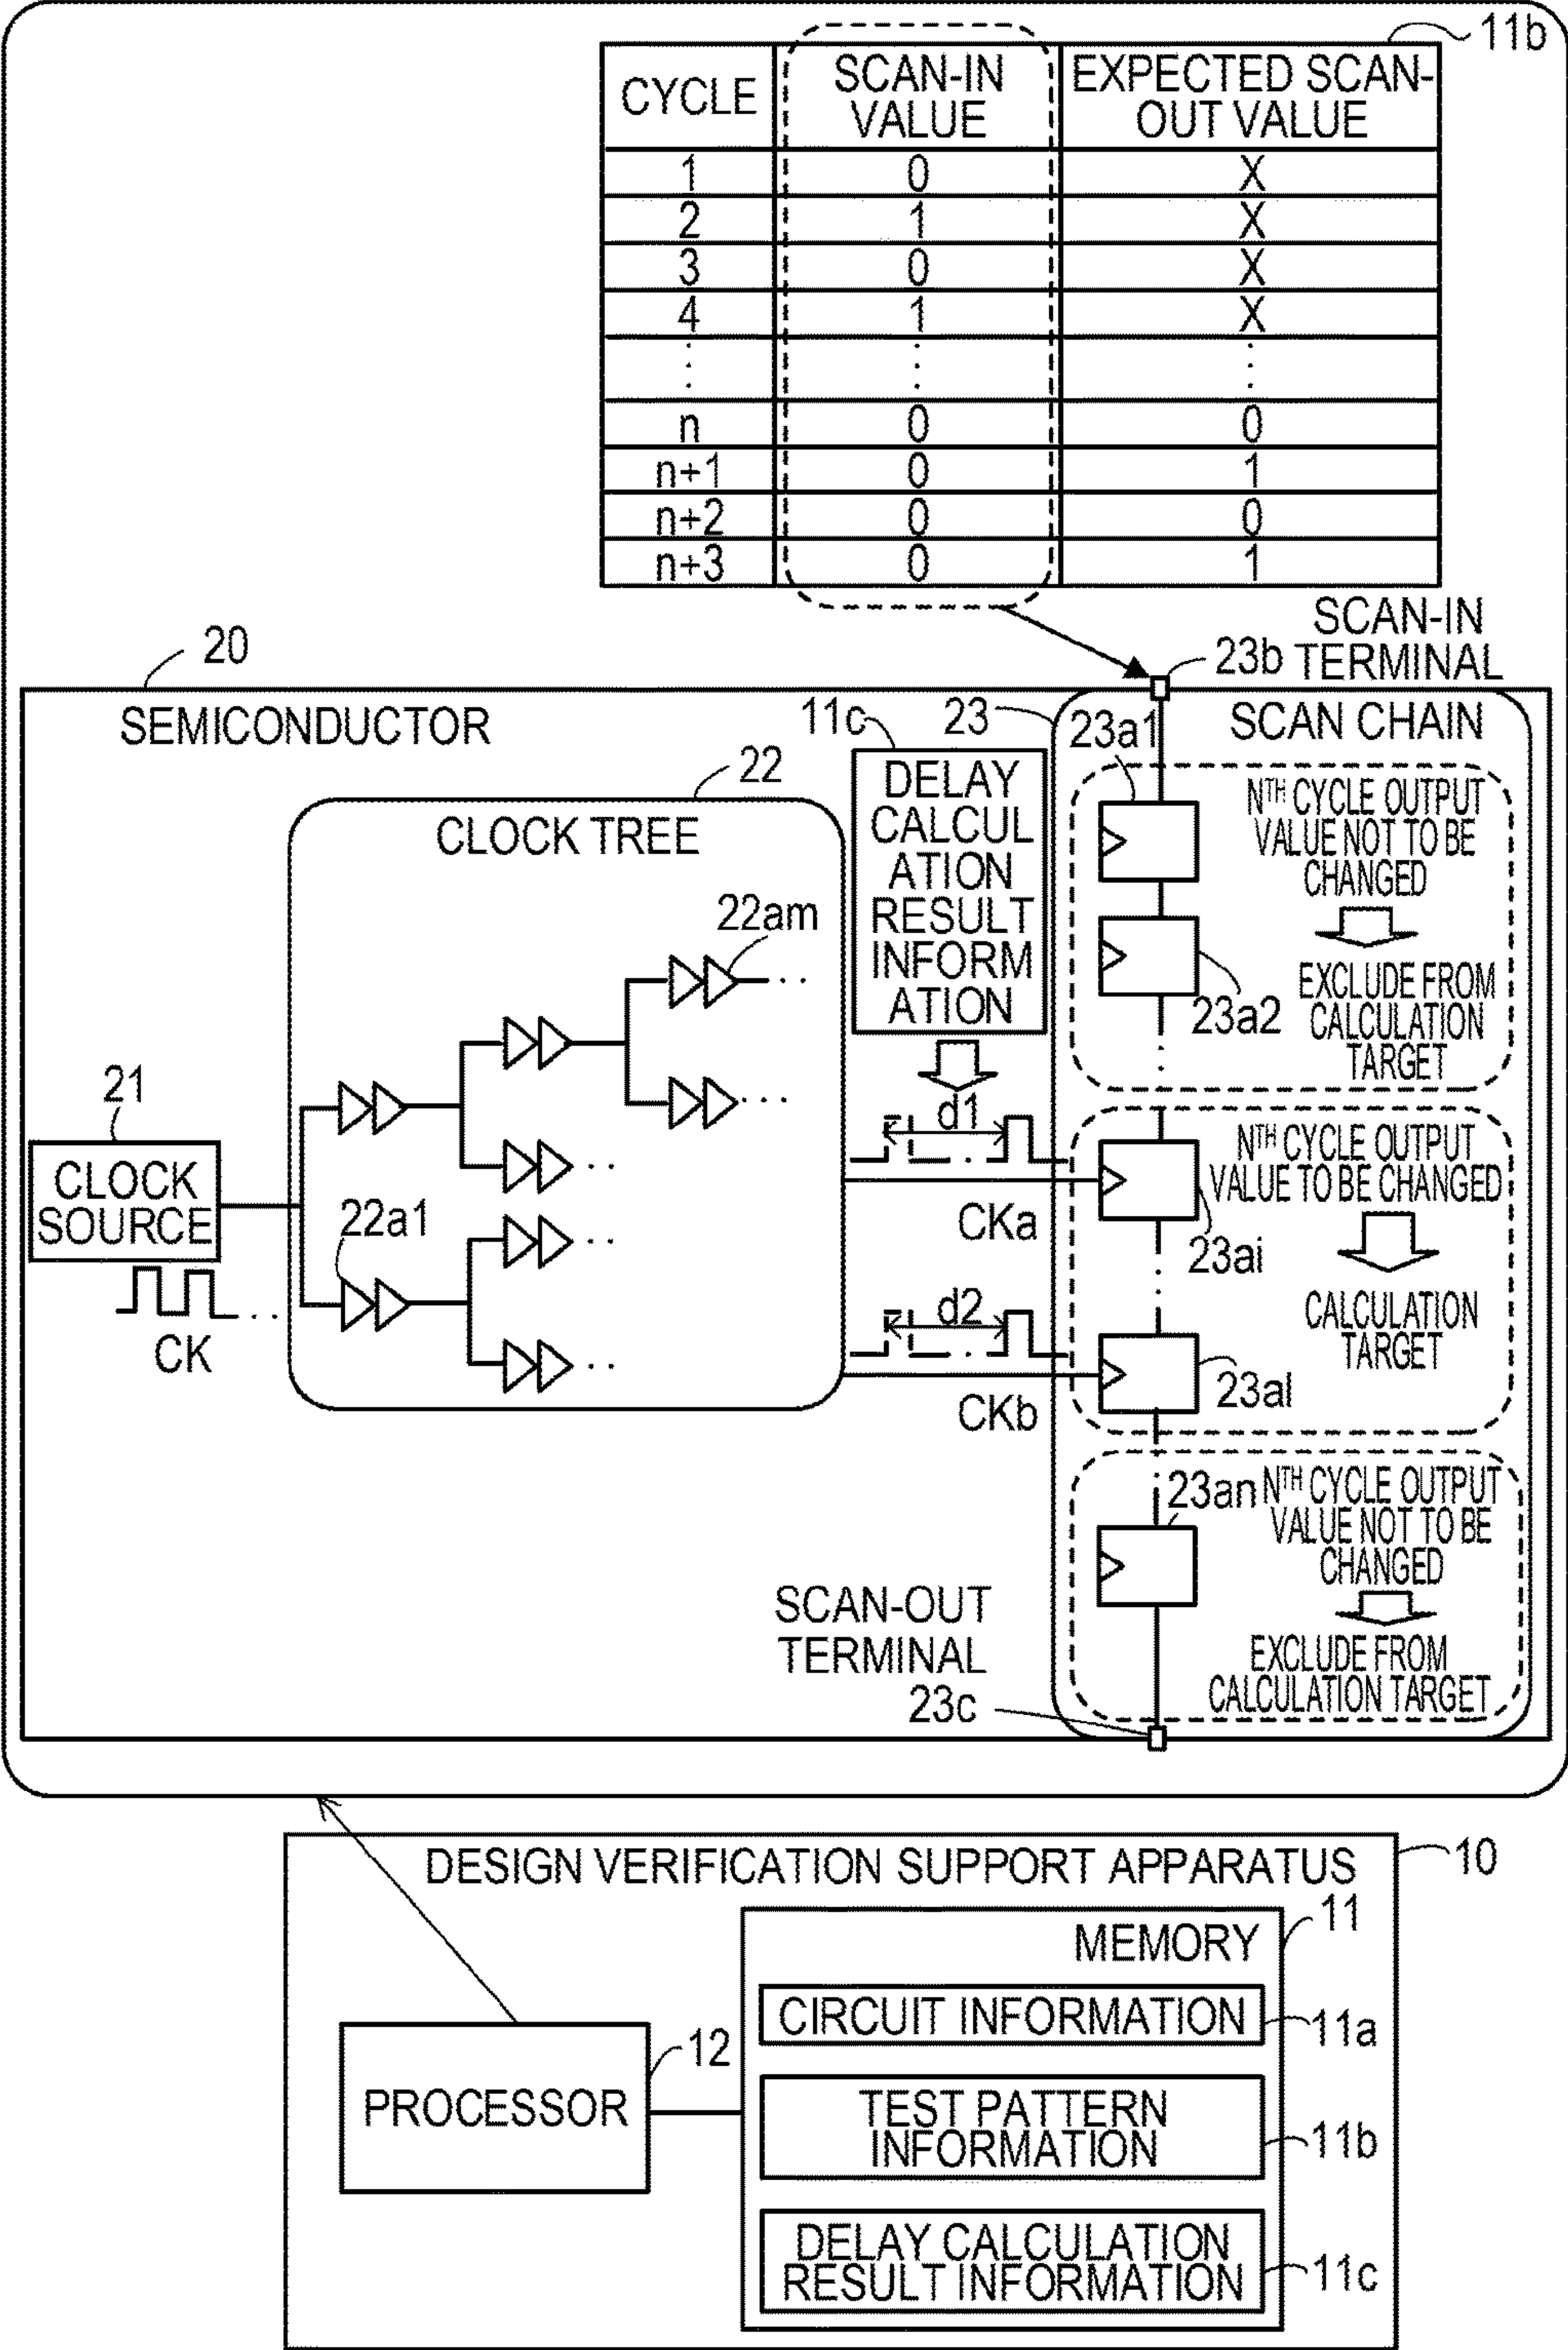 11b
CYCLE SCAN-IN VALUE EXPECTED SCAN-OUT VALUE
1 0 X
2 1 X
3 0 X
4 1 X
: : :
n 0 0
n+1 0 1
n+2 0 0
n+3 0 1
SCAN-IN
TERMINAL
23b
20
SEMICONDUCTOR
11c
23
23a1
SCAN CHAIN
22
CLOCK TREE
DELAY
CALCUL
ATION
RESULT
INFORM
ATION
NTH CYCLE OUTPUT
VALUE NOT TO BE
CHANGED
22am
23a2
EXCLUDE FROM
CALCULATION
TARGET
21
CLOCK
SOURCE
CK
22a1
d1
CKa
NTH CYCLE OUTPUT
VALUE TO BE CHANGED
23ai
d2
CKb
CALCULATION
TARGET
23al
23an
NTH CYCLE OUTPUT
VALUE NOT TO BE
CHANGED
SCAN-OUT
TERMINAL
23c
EXCLUDE FROM
CALCULATION TARGET
DESIGN VERIFICATION SUPPORT APPARATUS
10
11
MEMORY
CIRCUIT INFORMATION
11a
12
PROCESSOR
TEST PATTERN
INFORMATION
11b
DELAY CALCULATION
RESULT INFORMATION
11c